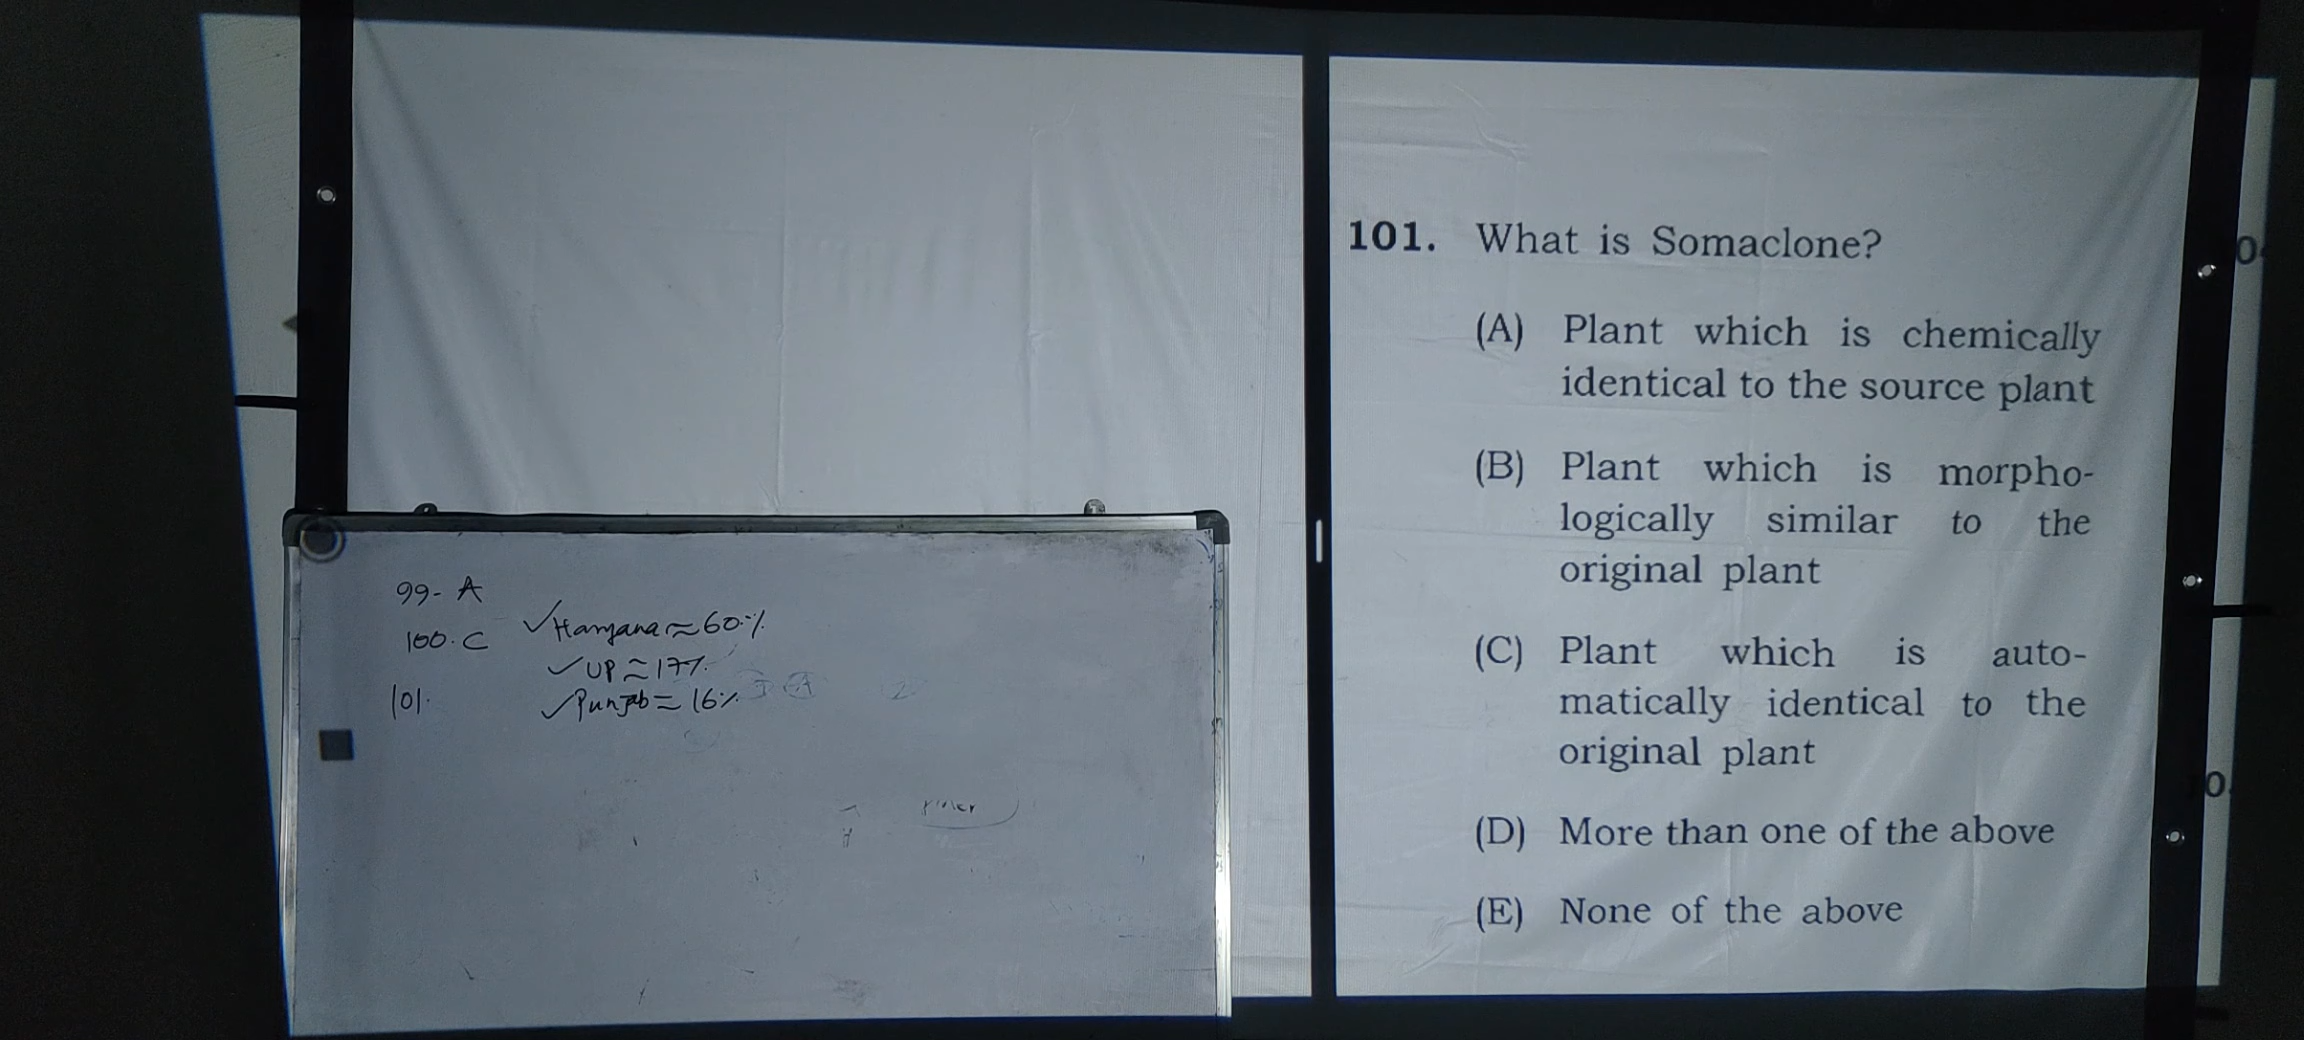 101. What is Somaclone?
(A) Plant which is chemically
identical to the source plant
(B) Plant which is morpho-
logically similar to the
original plant
(C) Plant which is auto-
matically identical to the
original plant
(D) More than one of the above
(E) None of the above
99- A
100. C ✓Haryana ≈ 60%
✓UP ≈ 17%
101. ✓Punjab ≈ 16%